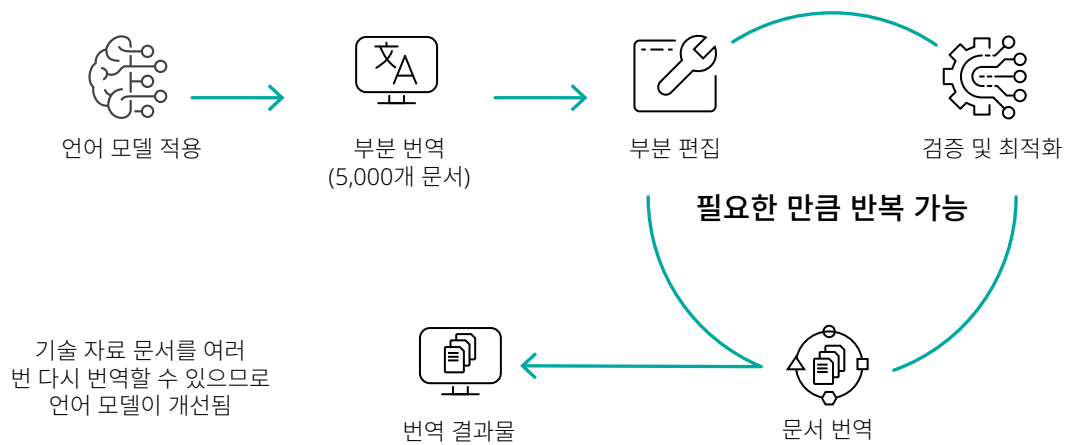 文A
언어 모델 적용
부분 번역
(5,000개 문서)
부분 편집
검증 및 최적화
필요한 만큼 반복 가능
기술 자료 문서를 여러
번 다시 번역할 수 있으므로
언어 모델이 개선됨
번역 결과물
문서 번역